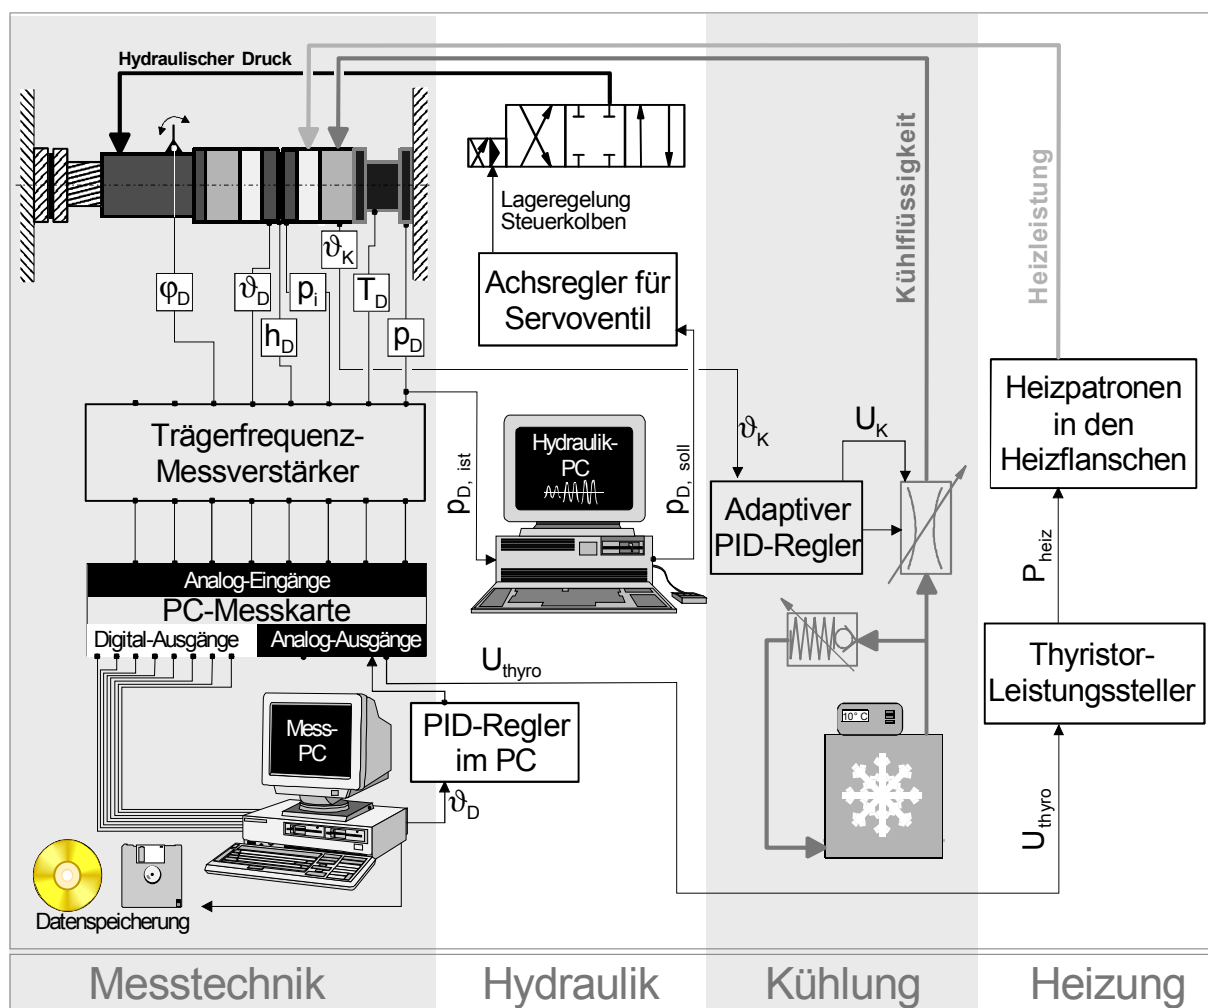 Hydraulischer Druck
Lageregelung
Steuerkolben
Kühlflüssigkeit
Heizleistung
φD
ϑD
hD
pi
ϑK
TD
pD
Achsregler für
Servoventil
Trägerfrequenz-
Messverstärker
pD, ist
Hydraulik-
PC
pD, soll
ϑK
UK
Adaptiver
PID-Regler
Heizpatronen
in den
Heizflanschen
Pheiz
Analog-Eingänge
PC-Messkarte
Digital-Ausgänge
Analog-Ausgänge
Uthyro
Thyristor-
Leistungssteller
Mess-
PC
PID-Regler
im PC
ϑD
10° C
Uthyro
Datenspeicherung
Messtechnik
Hydraulik
Kühlung
Heizung